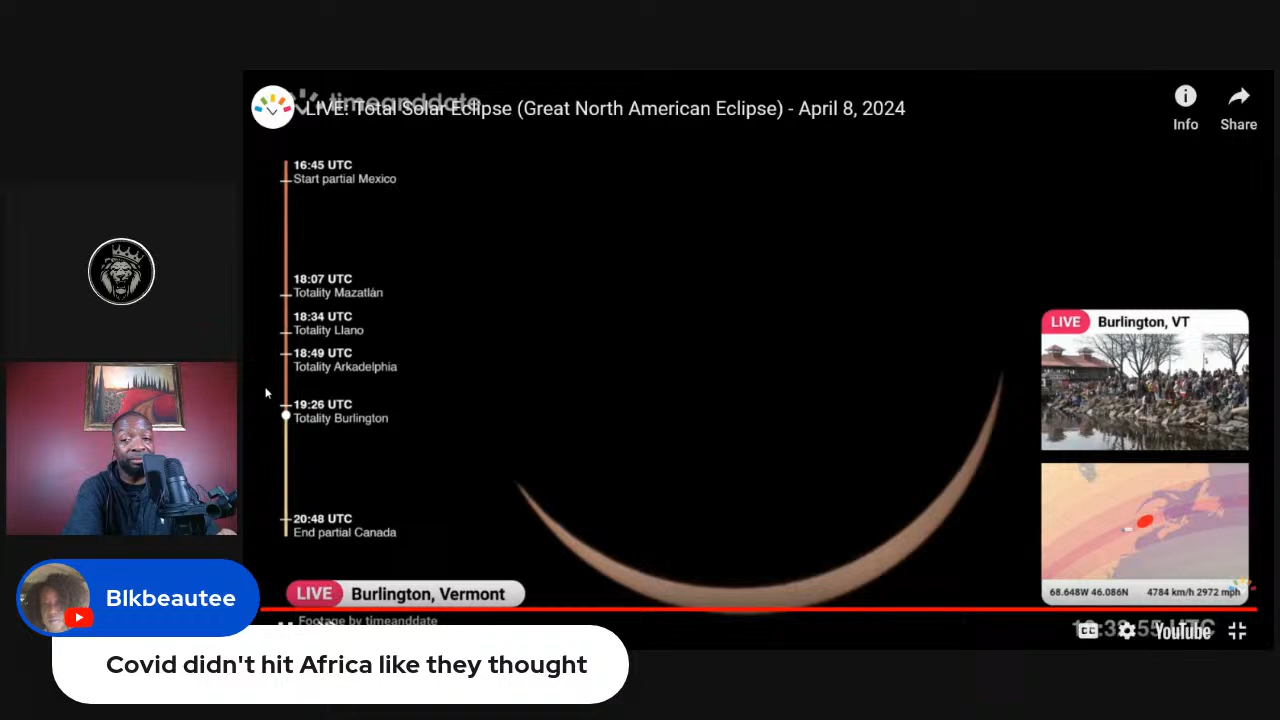 timeanddate
LIVE: Total Solar Eclipse (Great North American Eclipse) - April 8, 2024
Info
Share
16:45 UTC
Start partial Mexico
18:07 UTC
Totality Mazatlán
18:34 UTC
Totality Llano
18:49 UTC
Totality Arkadelphia
19:26 UTC
Totality Burlington
20:48 UTC
End partial Canada
LIVE Burlington, VT
68.648W 46.086N 4784 km/h 2972 mph
LIVE Burlington, Vermont
Footage by timeanddate
CC YouTube
Blkbeautee
Covid didn't hit Africa like they thought